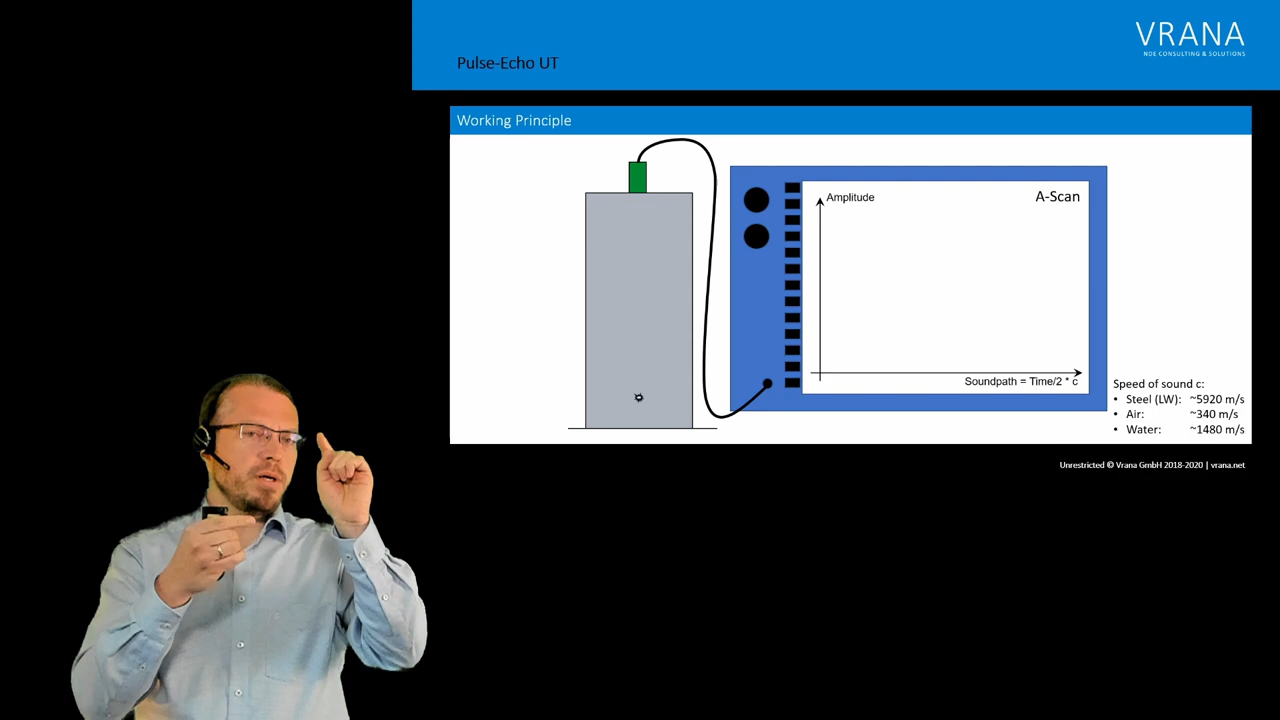 VRANA
NDE CONSULTING & SOLUTIONS
Pulse-Echo UT
Working Principle
Amplitude
A-Scan
Soundpath = Time/2 * c
Speed of sound c:
• Steel (LW): ~5920 m/s
• Air: ~340 m/s
• Water: ~1480 m/s
Unrestricted © Vrana GmbH 2018-2020 | vrana.net